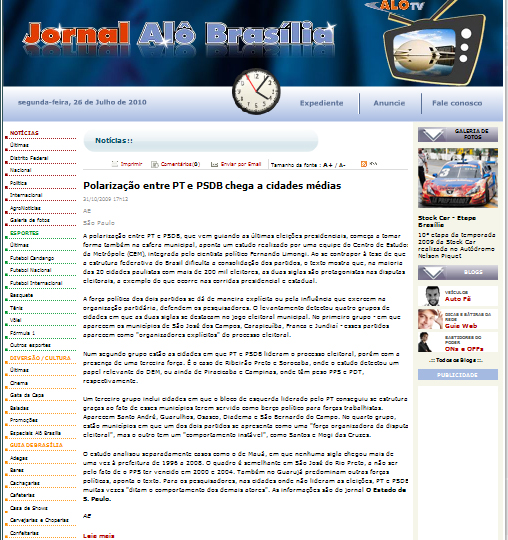 ALÔ TV
Jornal Alô Brasília
segunda-feira, 26 de Julho de 2010
Expediente
Anuncie
Fale conosco
NOTÍCIAS
Últimas
Distrito Federal
Nacional
Política
Internacional
AgroNotícias
Galeria de fotos
ESPORTES
Últimas
Futebol Candango
Futebol Nacional
Futebol Internacional
Basquete
Tênis
Vôlei
Fórmula 1
Outros esportes
DIVERSÃO / CULTURA
Últimas
Cinema
Gata da Capa
Baladas
Promoções
Especiais Alô Brasília
GUIA DE BRASÍLIA
Adegas
Bares
Cachaçarias
Cafeterias
Casa de Shows
Cervejarias e Choparias
Confeitarias
Notícias::
Imprimir
Comentários(0)
Enviar por Email
Tamanho da fonte : A+ / A-
Polarização entre PT e PSDB chega a cidades médias
31/10/2009 17h12
AE
São Paulo
A polarização entre PT e PSDB, que vem guiando as últimas eleições presidenciais, começa a tomar
forma também na esfera municipal, aponta um estudo realizado por uma equipe do Centro de Estudos
da Metrópole (CEM), integrada pelo cientista político Fernando Limongi. Ao se contrapor à tese de que
a estrutura federativa do Brasil dificulta a consolidação dos partidos, o texto mostra que, na maioria
das 20 cidades paulistas com mais de 200 mil eleitores, as duas siglas são protagonistas nas disputas
eleitorais, a exemplo do que ocorre nas corridas presidencial e estadual.
A força política dos dois partidos se dá de maneira explícita ou pela influência que exercem na
organização partidária, defendem os pesquisadores. O levantamento detectou quatro grupos de
cidades em que as duas siglas se destacam no jogo eleitoral municipal. No primeiro grupo - em que
aparecem os municípios de São José dos Campos, Carapicuíba, Franca e Jundiaí - esses partidos
aparecem como "organizadores explícitos" do processo eleitoral.
Num segundo grupo estão as cidades em que PT e PSDB lideram o processo eleitoral, porém com a
presença de uma terceira força. É o caso de Ribeirão Preto e Sorocaba, onde o estudo detectou um
papel relevante do DEM, ou ainda de Piracicaba e Campinas, onde têm peso PPS e PDT,
respectivamente.
Um terceiro grupo inclui cidades em que o bloco de esquerda liderado pelo PT conseguiu se estruturar
graças ao fato de esses municípios terem servido como berço político para forças trabalhistas.
Aparecem Santo André, Guarulhos, Osasco, Diadema e São Bernardo do Campo. No quarto grupo,
estão municípios em que um dos dois partidos se apresenta como uma "força organizadora da disputa
eleitoral", mas o outro tem um "comportamento instável", como Santos e Mogi das Cruzes.
O estudo analisou separadamente casos como o de Mauá, em que nenhuma sigla chegou mais de
uma vez à prefeitura de 1996 a 2008. O quadro é semelhante em São José do Rio Preto, a não ser
pelo fato de o PPS ter vencido em 2000 e 2004. Também no Guarujá predominam outras forças
políticas, aponta o texto. Para os pesquisadores, nas cidades onde não lideram as eleições, PT e PSDB
muitas vezes "ditam o comportamento dos demais atores". As informações são do jornal O Estado de
S. Paulo.
AE
Leia mais
GALERIA DE
FOTOS
Stock Car - Etapa
Brasília
10ª etapa da temporada
2009 da Stock Car
realizada no Autódromo
Nelson Piquet
BLOGS
VEÍCULOS
Auto Fé
Guia Web
BASTIDORES DO
PODER
ONs e OFFs
:: Todos os Blogs ::.
PUBLICIDADE